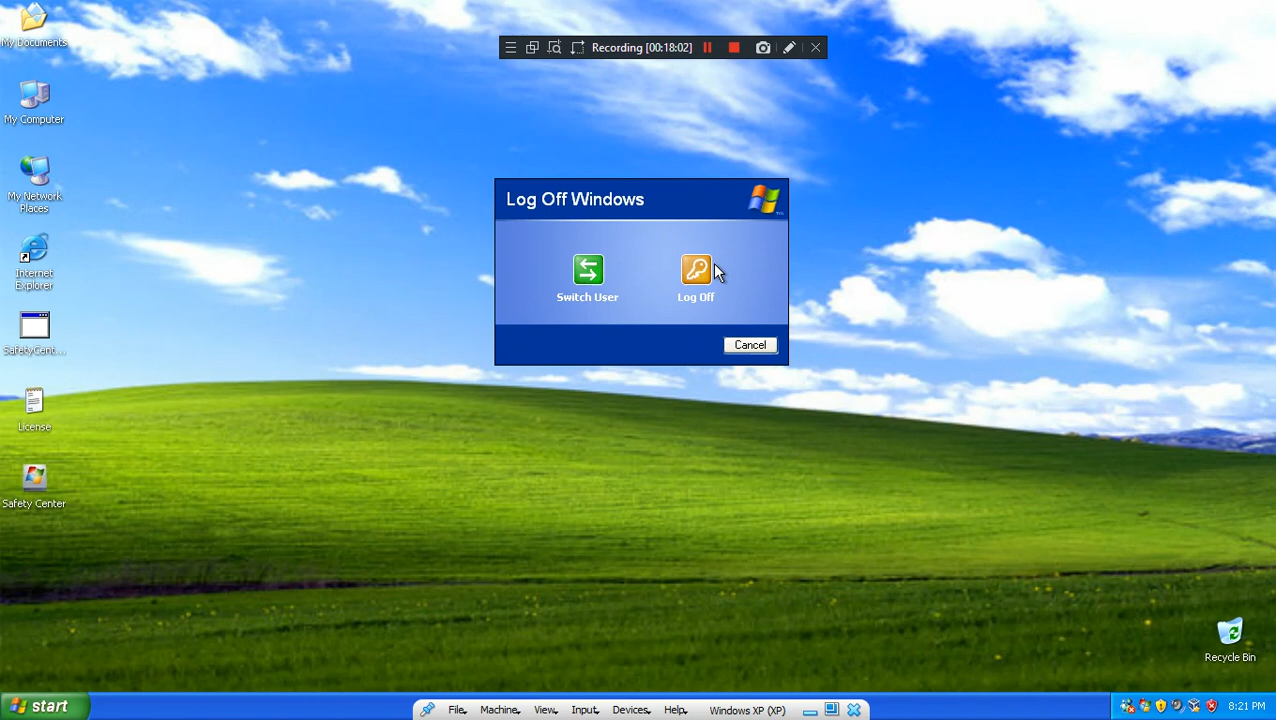 My Documents
My Computer
My Network
Places
Internet
Explorer
SafetyCent...
License
Safety Center
Recording [00:18:02]
Log Off Windows
Switch User
Log Off
Cancel
Recycle Bin
start
File
Machine
View
Input
Devices
Help
Windows XP (XP)
8:21 PM